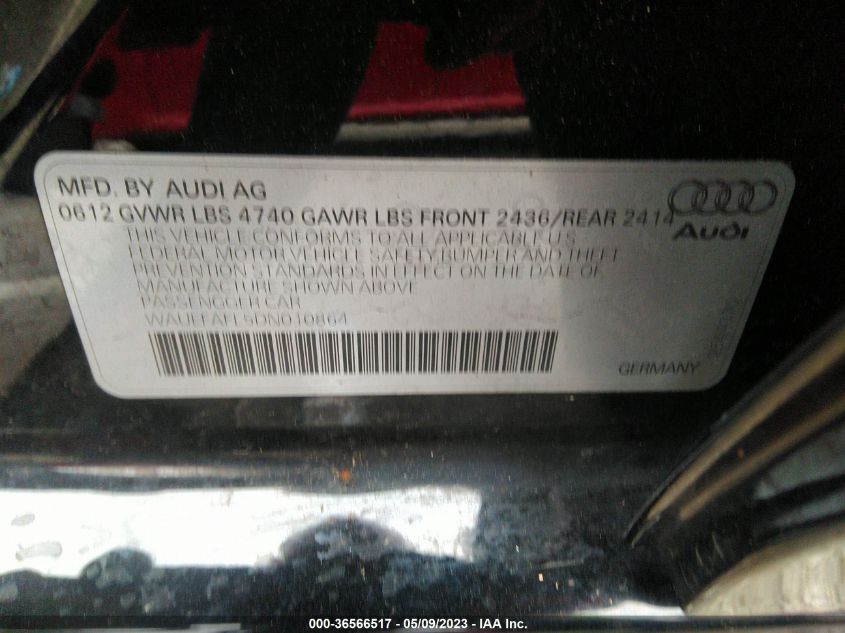 MFD. BY AUDI AG
0612 GVWR LBS 4740 GAWR LBS FRONT 2436/REAR 2414
Audi
THIS VEHICLE CONFORMS TO ALL APPLICABLE U.S.
FEDERAL MOTOR VEHICLE SAFETY, BUMPER AND THEFT
PREVENTION STANDARDS IN EFFECT ON THE DATE OF
MANUFACTURE SHOWN ABOVE
PASSENGER CAR
GERMANY
000-36566517 - 05/09/2023 - IAA Inc.